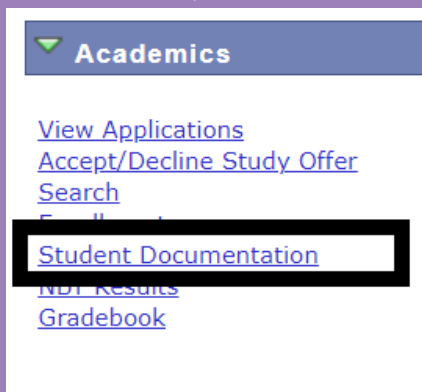 Academics
View Applications
Accept/Decline Study Offer
Search
Student Documentation
NBT Results
Gradebook